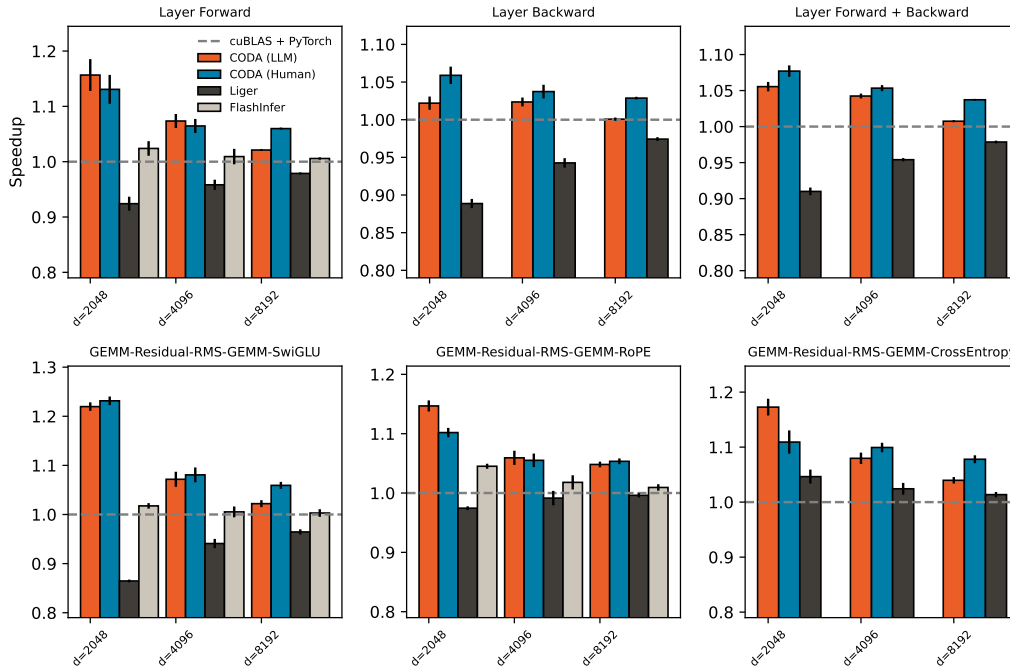 Layer Forward
Layer Backward
Layer Forward + Backward
Speedup
1.2
1.1
1.0
0.9
0.8
cuBLAS + PyTorch
CODA (LLM)
CODA (Human)
Liger
FlashInfer
d=2048
d=4096
d=8192
1.10
1.05
1.00
0.95
0.90
0.85
0.80
d=2048
d=4096
d=8192
1.10
1.05
1.00
0.95
0.90
0.85
0.80
d=2048
d=4096
d=8192
GEMM-Residual-RMS-GEMM-SwiGLU
GEMM-Residual-RMS-GEMM-RoPE
GEMM-Residual-RMS-GEMM-CrossEntropy
1.3
1.2
1.1
1.0
0.9
0.8
d=2048
d=4096
d=8192
1.2
1.1
1.0
0.9
0.8
d=2048
d=4096
d=8192
1.2
1.1
1.0
0.9
0.8
d=2048
d=4096
d=8192